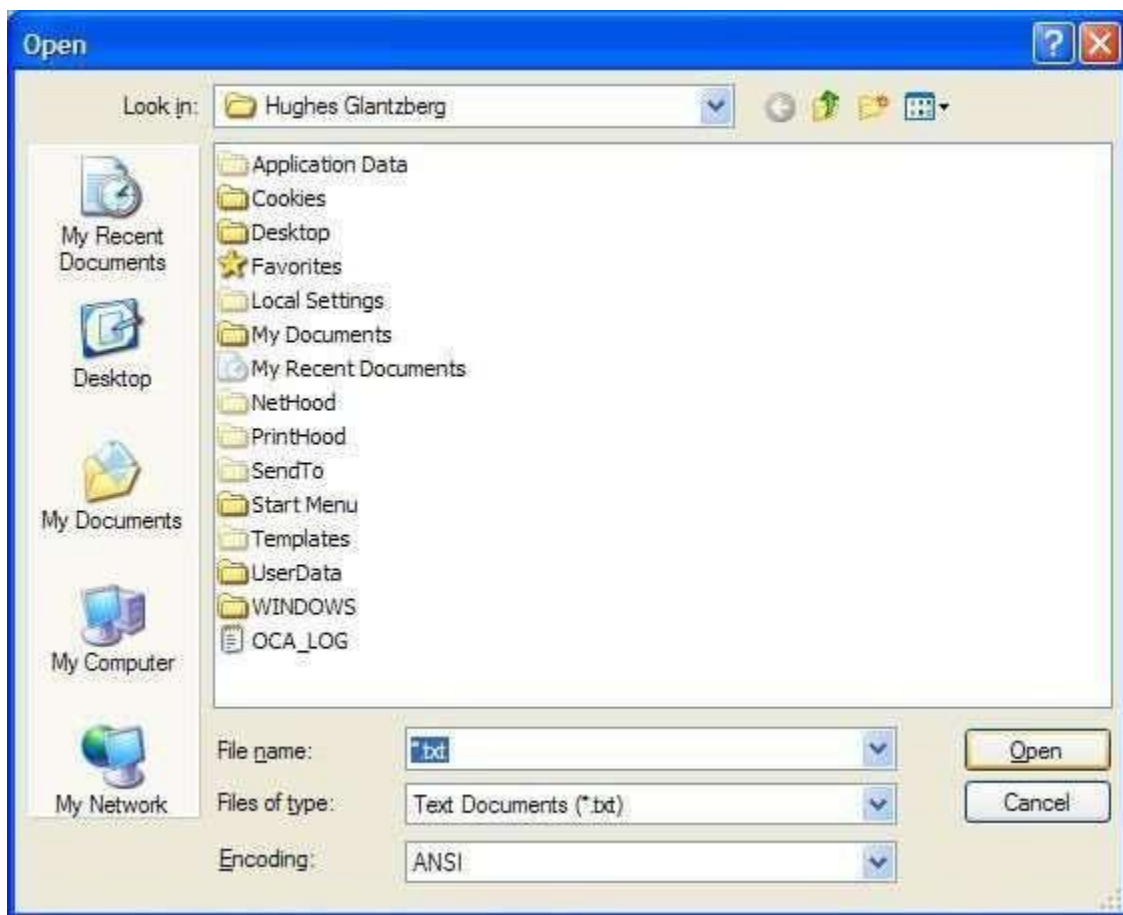 Open
Look in:
Hughes Glantzberg
My Recent
Documents
Desktop
My Documents
My Computer
My Network
Application Data
Cookies
Desktop
Favorites
Local Settings
My Documents
My Recent Documents
NetHood
PrintHood
SendTo
Start Menu
Templates
UserData
WINDOWS
OCA_LOG
File name:
*.txt
Open
Files of type:
Text Documents (*.txt)
Cancel
Encoding:
ANSI